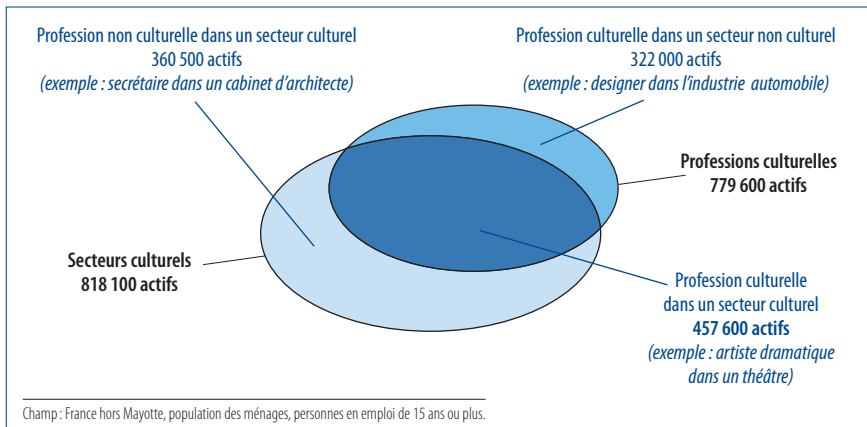 Profession non culturelle dans un secteur culturel
360 500 actifs
(exemple : secrétaire dans un cabinet d’architecte)
Profession culturelle dans un secteur non culturel
322 000 actifs
(exemple : designer dans l’industrie automobile)
Professions culturelles
779 600 actifs
Secteurs culturels
818 100 actifs
Profession culturelle
dans un secteur culturel
457 600 actifs
(exemple : artiste dramatique
dans un théâtre)
Champ : France hors Mayotte, population des ménages, personnes en emploi de 15 ans ou plus.